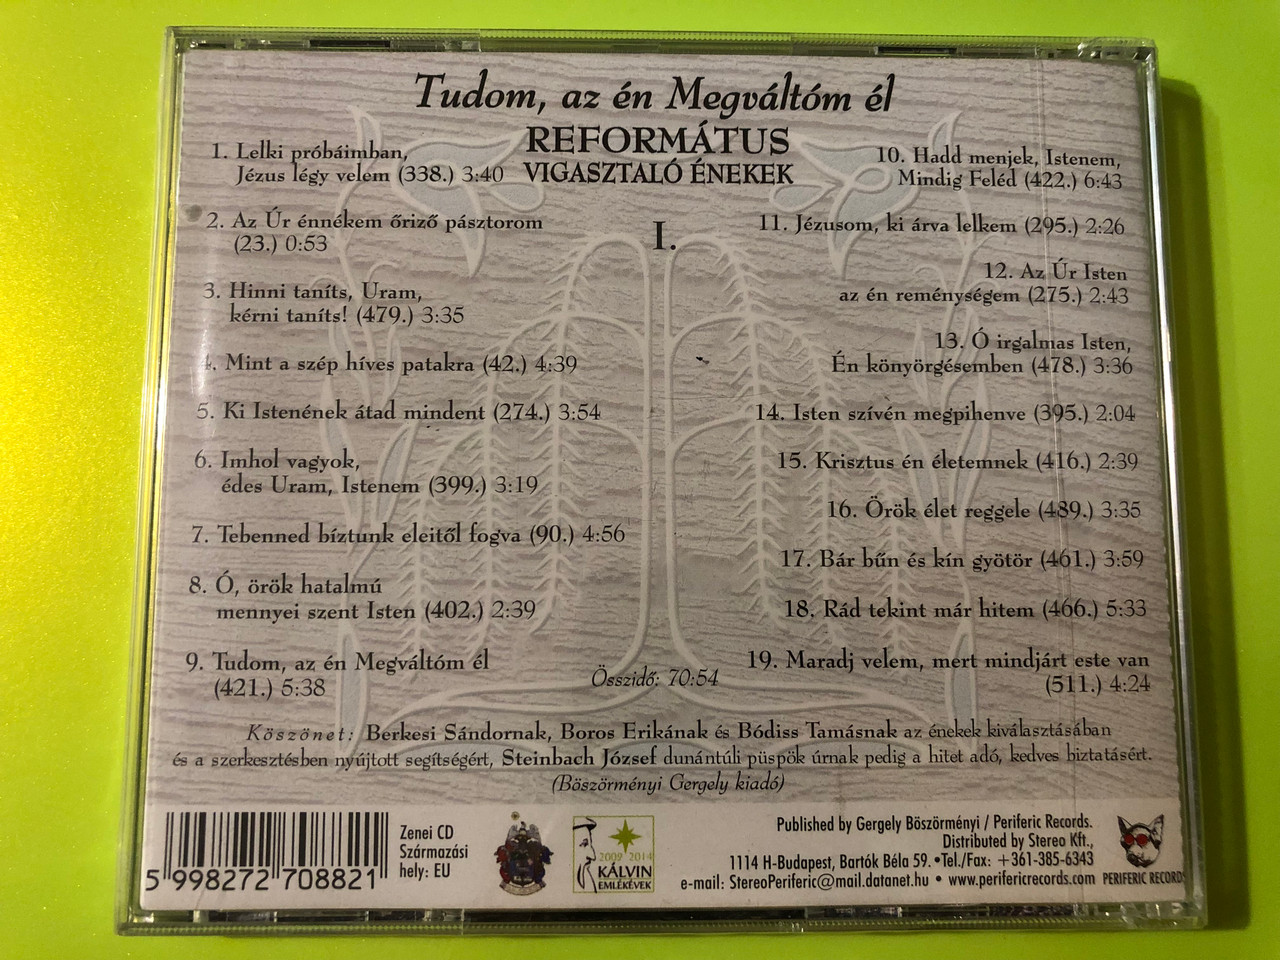 Tudom, az én Megváltóm él
REFORMÁTUS
VIGASZTALÓ ÉNEKEK
I.
1. Lelki próbáimban,
Jézus légy velem (338.) 3:40
2. Az Úr énnékem őriző pásztorom
(23.) 0:53
3. Hinni taníts, Uram,
kérni taníts! (479.) 3:35
4. Mint a szép híves patakra (42.) 4:39
5. Ki Istenének átad mindent (274.) 3:54
6. Imhol vagyok,
édes Uram, Istenem (399.) 3:19
7. Tebenned bíztunk eleitől fogva (90.) 4:56
8. Ó, örök hatalmú
mennyei szent Isten (402.) 2:39
9. Tudom, az én Megváltóm él
(421.) 5:38
10. Hadd menjek, Istenem,
Mindig Feléd (422.) 6:43
11. Jézusom, ki árva lelkem (295.) 2:26
12. Az Úr Isten
az én reménységem (275.) 2:43
13. Ó irgalmas Isten,
Én könyörgésemben (478.) 3:36
14. Isten szívén megpihenve (395.) 2:04
15. Krisztus én életemnek (416.) 2:39
16. Örök élet reggele (489.) 3:35
17. Bár bűn és kín gyötör (461.) 3:59
18. Rád tekint már hitem (466.) 5:33
19. Maradj velem, mert mindjárt este van
(511.) 4:24
Összidő: 70:54
Köszönet: Berkesi Sándornak, Boros Erikának és Bódiss Tamásnak az énekek kiválasztásában
és a szerkesztésben nyújtott segítségért, Steinbach József dunántúli püspök úrnak pedig a hitet adó, kedves biztatásért.
(Böszörményi Gergely kiadó)
5 998272 708821
Zenei CD
Származási
hely: EU
2009 2014
KÁLVIN
EMLÉKÉVEK
Published by Gergely Böszörményi / Periferic Records.
Distributed by Stereo Kft.,
1114 H-Budapest, Bartók Béla 59. •Tel./Fax: +361-385-6343
e-mail: StereoPeriferic@mail.datanet.hu • www.perifericrecords.com
PERIFERIC RECORDS